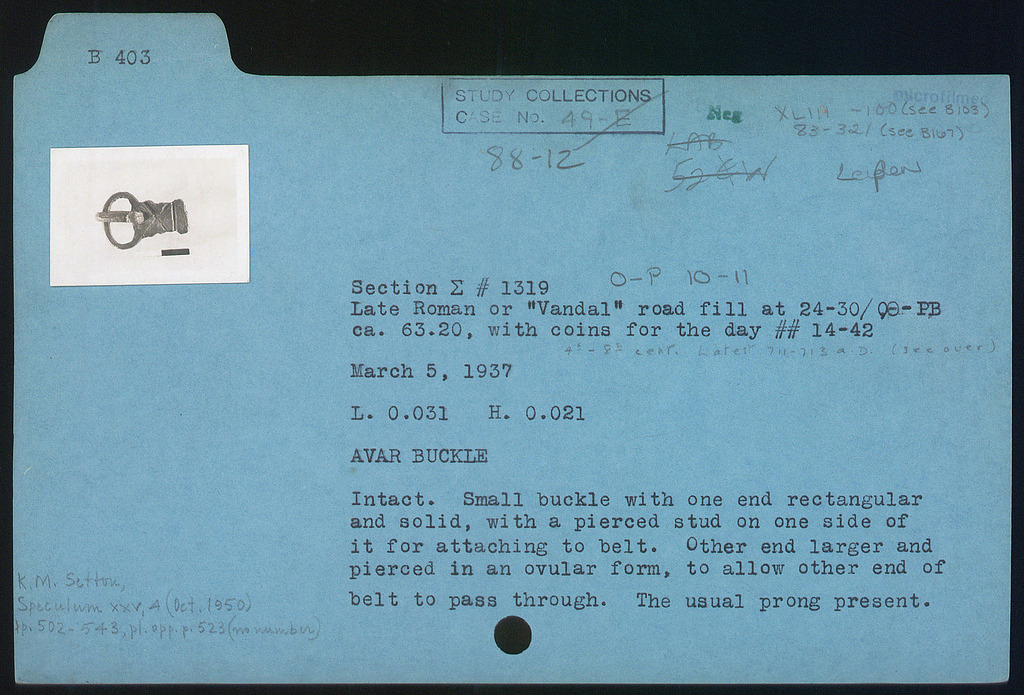 B 403
STUDY COLLECTIONS
CASE No. 49-E
88-12
Neg
microfilmed
XLIII -100 (see B103)
83-321 (see B167)
LAB
Section Σ # 1319 O-P 10-11
Late Roman or "Vandal" road fill at 24-30/ΟΘ-ΡΒ
ca. 63.20, with coins for the day ## 14-42
4th-8th cent. Latest 711-713 A.D. (see over)
March 5, 1937
L. 0.031 H. 0.021
AVAR BUCKLE
Intact. Small buckle with one end rectangular
and solid, with a pierced stud on one side of
it for attaching to belt. Other end larger and
pierced in an ovular form, to allow other end of
belt to pass through. The usual prong present.
K.M. Setton,
Speculum XXV, 4 (Oct. 1950)
pp. 502-543, pl. opp. p. 523 (no number)